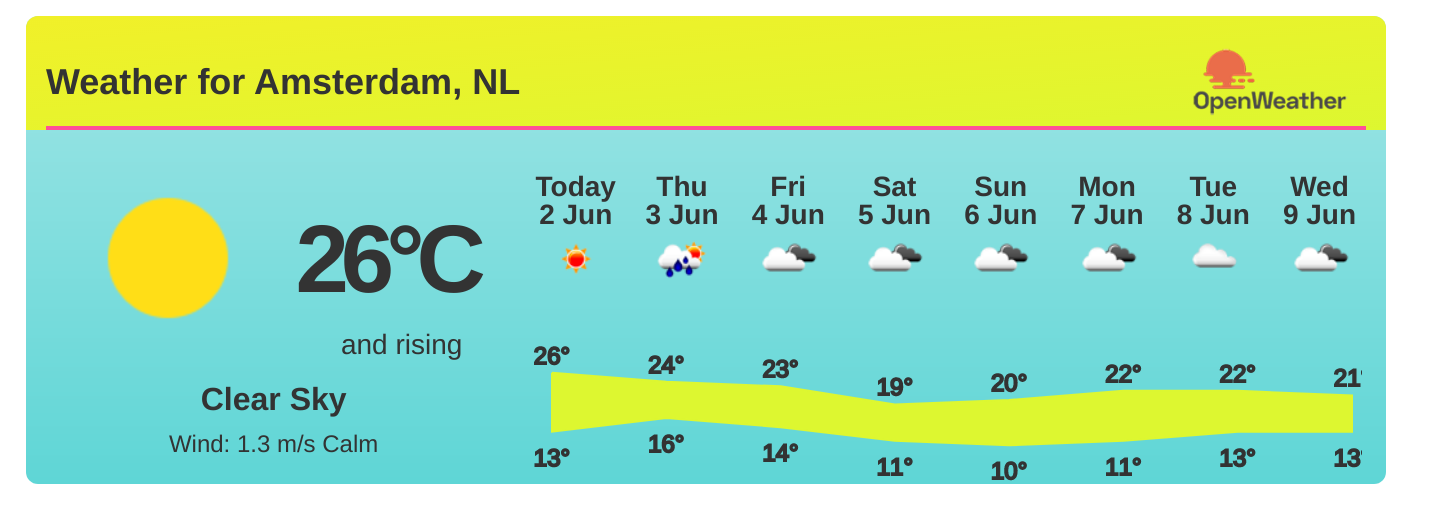 Weather for Amsterdam, NL
OpenWeather
26°C
and rising
Clear Sky
Wind: 1.3 m/s Calm
Today Thu Fri Sat Sun Mon Tue Wed
2 Jun 3 Jun 4 Jun 5 Jun 6 Jun 7 Jun 8 Jun 9 Jun
26° 24° 23° 19° 20° 22° 22° 21°
13° 16° 14° 11° 10° 11° 13° 13°